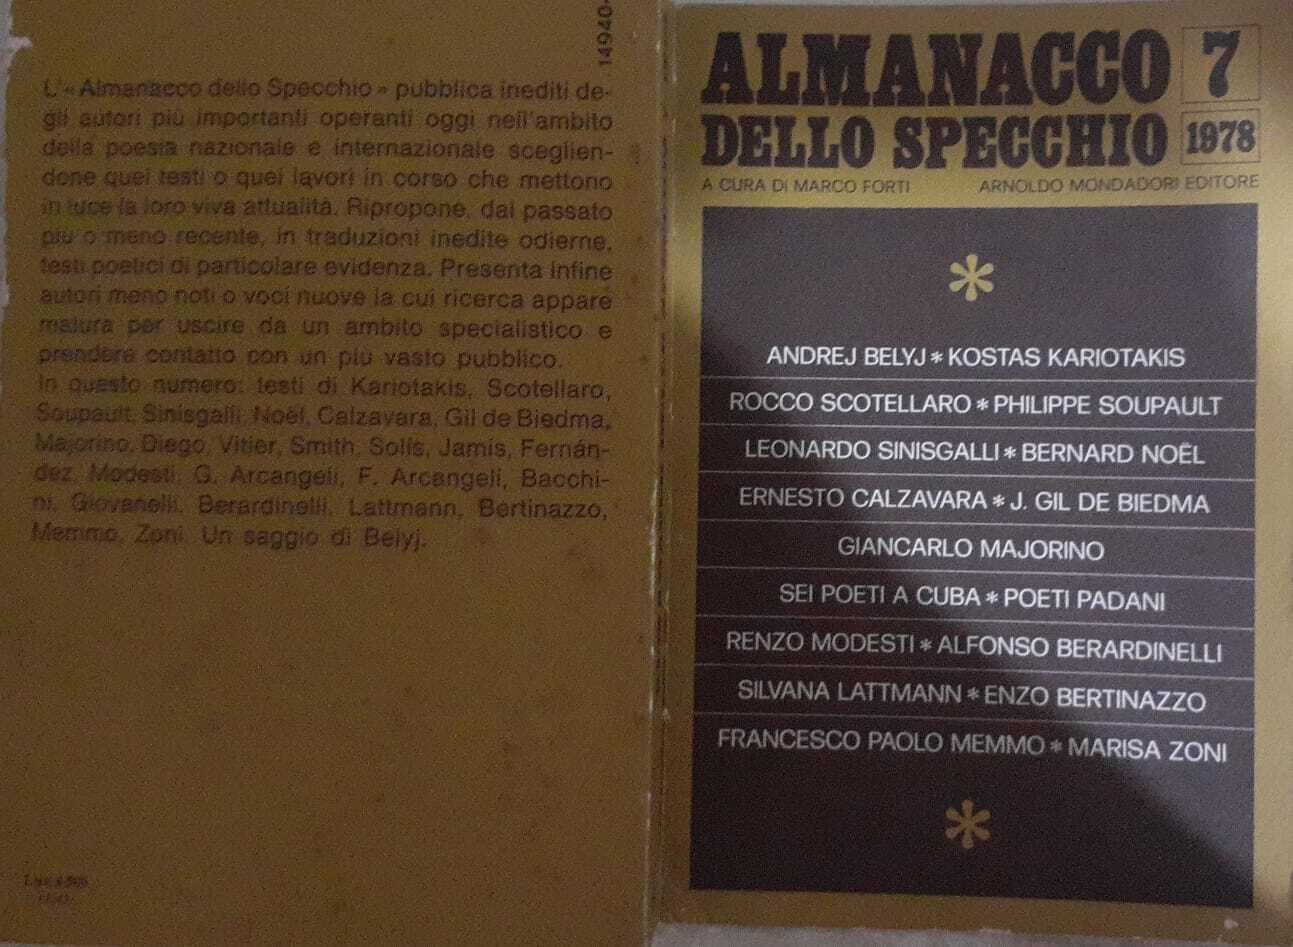 14940-
L'« Almanacco dello Specchio » pubblica inediti de-
gli autori più importanti operanti oggi nell'ambito
della poesia nazionale e internazionale sceglien-
done quei testi o quei lavori in corso che mettono
in luce la loro viva attualità. Ripropone, dal passato
più o meno recente, in traduzioni inedite odierne,
testi poetici di particolare evidenza. Presenta infine
autori meno noti o voci nuove la cui ricerca appare
matura per uscire da un ambito specialistico e
prendere contatto con un più vasto pubblico.
In questo numero: testi di Kariotakis, Scotellaro,
Soupault, Sinisgalli, Noël, Calzavara, Gil de Biedma,
Majorino, Diego, Vitier, Smith, Solís, Jamís, Fernán-
dez, Modesti, G. Arcangeli, F. Arcangeli, Bacchi-
ni, Giovanelli, Berardinelli, Lattmann, Bertinazzo,
Memmo, Zoni. Un saggio di Belyj.
ALMANACCO 7
DELLO SPECCHIO 1978
A CURA DI MARCO FORTI ARNOLDO MONDADORI EDITORE
ANDREJ BELYJ * KOSTAS KARIOTAKIS
ROCCO SCOTELLARO * PHILIPPE SOUPAULT
LEONARDO SINISGALLI * BERNARD NOËL
ERNESTO CALZAVARA * J. GIL DE BIEDMA
GIANCARLO MAJORINO
SEI POETI A CUBA * POETI PADANI
RENZO MODESTI * ALFONSO BERARDINELLI
SILVANA LATTMANN * ENZO BERTINAZZO
FRANCESCO PAOLO MEMMO * MARISA ZONI